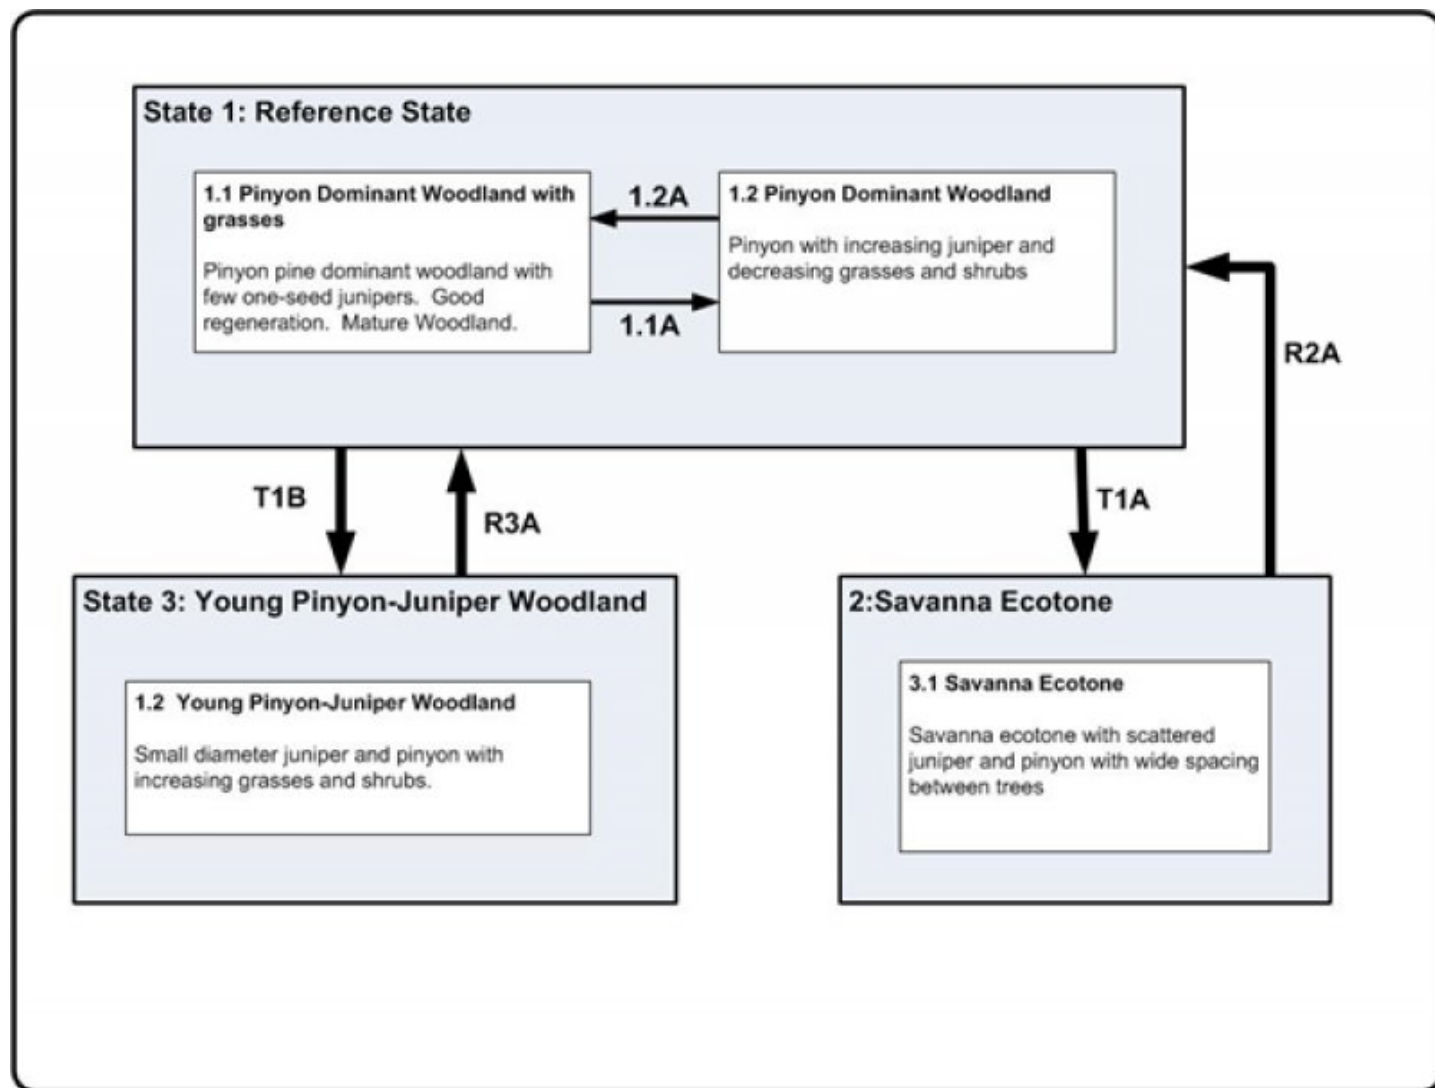 State 1: Reference State
1.1 Pinyon Dominant Woodland with
grasses
Pinyon pine dominant woodland with
few one-seed junipers.  Good
regeneration.  Mature Woodland.
1.2A
1.1A
1.2 Pinyon Dominant Woodland
Pinyon with increasing juniper and
decreasing grasses and shrubs
R2A
T1B
R3A
T1A
State 3: Young Pinyon-Juniper Woodland
1.2  Young Pinyon-Juniper Woodland
Small diameter juniper and pinyon with
increasing grasses and shrubs.
2:Savanna Ecotone
3.1 Savanna Ecotone
Savanna ecotone with scattered
juniper and pinyon with wide spacing
between trees